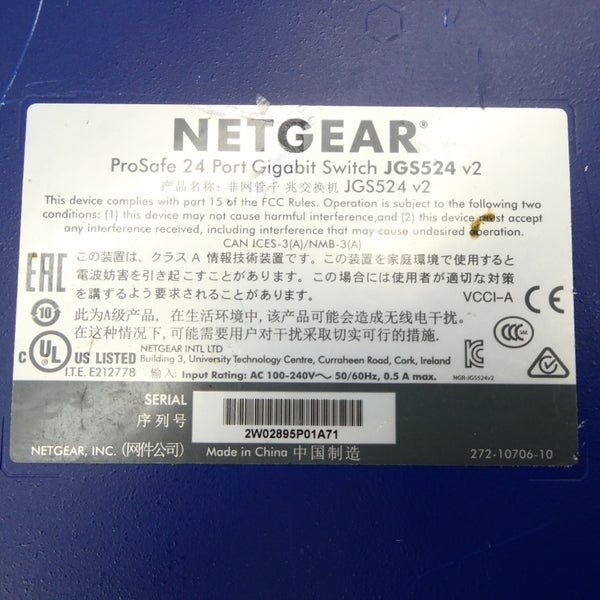 NETGEAR®
ProSafe 24 Port Gigabit Switch JGS524 v2
产品名称: 非网管千兆交换机 JGS524 v2
This device complies with part 15 of the FCC Rules. Operation is subject to the following two
conditions: (1) this device may not cause harmful interference,and (2) this device must accept
any interference received, including interference that may cause undesired operation.
CAN ICES-3(A)/NMB-3(A)
この装置は、クラス A 情報技術装置です。この装置を家庭環境で使用すると
電波妨害を引き起こすことがあります。この場合には使用者が適切な対策
を講ずるよう要求されることがあります。
VCCI-A
EAC
CE
10
此为A级产品，在生活环境中，该产品可能会造成无线电干扰。
在这种情况下，可能需要用户对干扰采取切实可行的措施.
CCC
C UL US LISTED
I.T.E. E212778
NETGEAR INTL LTD
Building 3, University Technology Centre, Curraheen Road, Cork, Ireland
输入: Input Rating: AC 100-240V～ 50/60Hz, 0.5 A max.
NGR-JGS524v2
SERIAL
序列号
2W02895P01A71
NETGEAR, INC. (网件公司)
Made in China 中国制造
272-10706-10